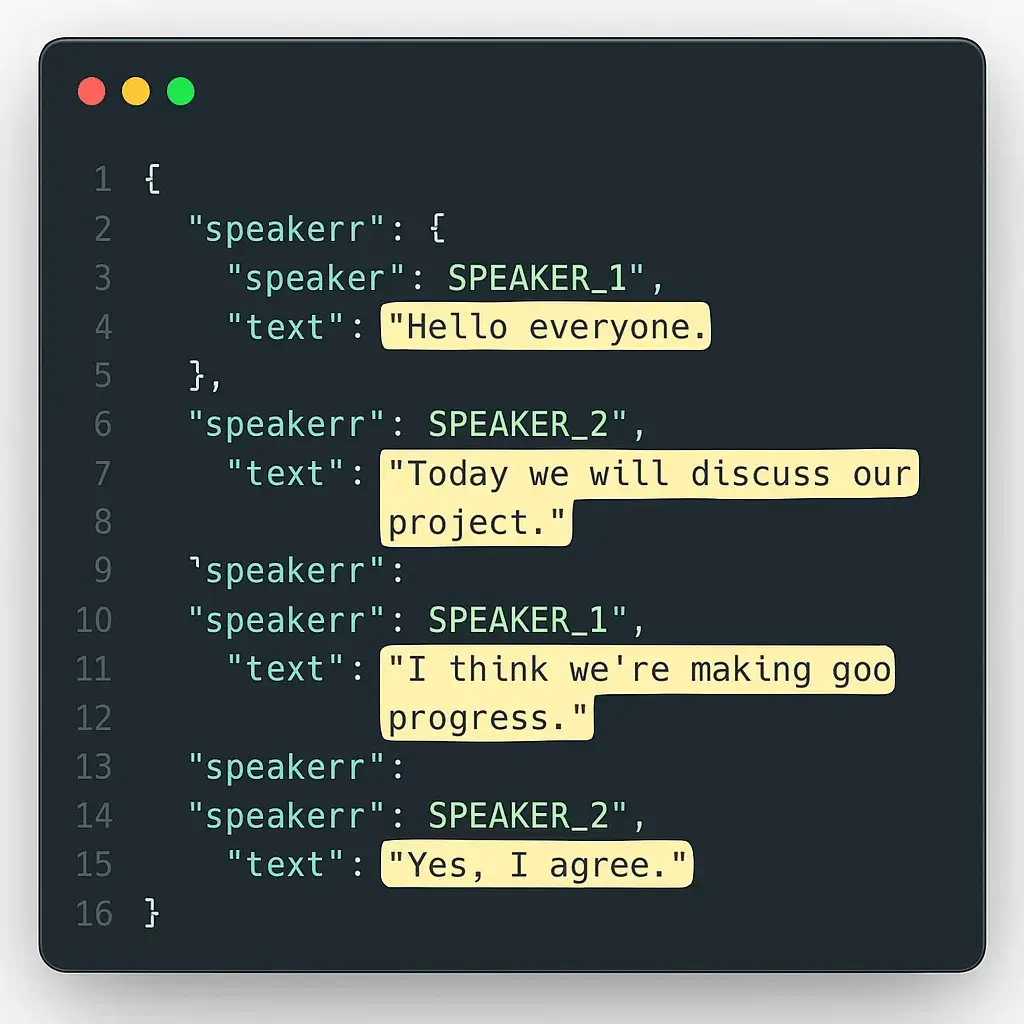 1 {
2 "speakerr": {
3 "speaker": SPEAKER_1",
4 "text": "Hello everyone.
5 },
6 "speakerr": SPEAKER_2",
7 "text": "Today we will discuss our
8 project."
9 "speakerr":
10 "speakerr": SPEAKER_1",
11 "text": "I think we're making goo
12 progress."
13 "speakerr":
14 "speakerr": SPEAKER_2",
15 "text": "Yes, I agree."
16 }